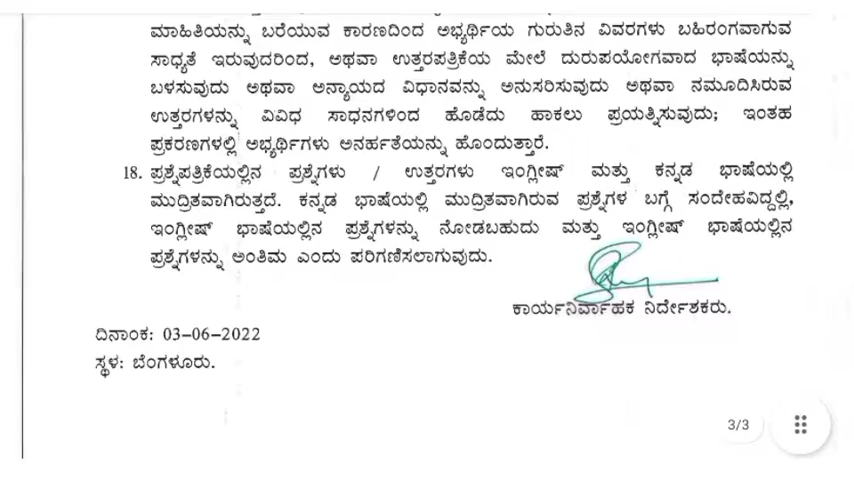 ಮಾಹಿತಿಯನ್ನು ಬರೆಯುವ ಕಾರಣದಿಂದ ಅಭ್ಯರ್ಥಿಯ ಗುರುತಿನ ವಿವರಗಳು ಬಹಿರಂಗವಾಗುವ
ಸಾಧ್ಯತೆ ಇರುವುದರಿಂದ, ಅಥವಾ ಉತ್ತರಪತ್ರಿಕೆಯ ಮೇಲೆ ದುರುಪಯೋಗವಾದ ಭಾಷೆಯನ್ನು
ಬಳಸುವುದು ಅಥವಾ ಅನ್ಯಾಯದ ವಿಧಾನವನ್ನು ಅನುಸರಿಸುವುದು ಅಥವಾ ನಮೂದಿಸಿರುವ
ಉತ್ತರಗಳನ್ನು ವಿವಿಧ ಸಾಧನಗಳಿಂದ ಹೊಡೆದು ಹಾಕಲು ಪ್ರಯತ್ನಿಸುವುದು; ಇಂತಹ
ಪ್ರಕರಣಗಳಲ್ಲಿ ಅಭ್ಯರ್ಥಿಗಳು ಅನರ್ಹತೆಯನ್ನು ಹೊಂದುತ್ತಾರೆ.
18. ಪ್ರಶ್ನೆಪತ್ರಿಕೆಯಲ್ಲಿನ ಪ್ರಶ್ನೆಗಳು / ಉತ್ತರಗಳು ಇಂಗ್ಲೀಷ್ ಮತ್ತು ಕನ್ನಡ ಭಾಷೆಯಲ್ಲಿ
ಮುದ್ರಿತವಾಗಿರುತ್ತದೆ. ಕನ್ನಡ ಭಾಷೆಯಲ್ಲಿ ಮುದ್ರಿತವಾಗಿರುವ ಪ್ರಶ್ನೆಗಳ ಬಗ್ಗೆ ಸಂದೇಹವಿದ್ದಲ್ಲಿ,
ಇಂಗ್ಲೀಷ್ ಭಾಷೆಯಲ್ಲಿನ ಪ್ರಶ್ನೆಗಳನ್ನು ನೋಡಬಹುದು ಮತ್ತು ಇಂಗ್ಲೀಷ್ ಭಾಷೆಯಲ್ಲಿನ
ಪ್ರಶ್ನೆಗಳನ್ನು ಅಂತಿಮ ಎಂದು ಪರಿಗಣಿಸಲಾಗುವುದು.
ಕಾರ್ಯನಿರ್ವಾಹಕ ನಿರ್ದೇಶಕರು.
ದಿನಾಂಕ: 03-06-2022
ಸ್ಥಳ: ಬೆಂಗಳೂರು.
3/3